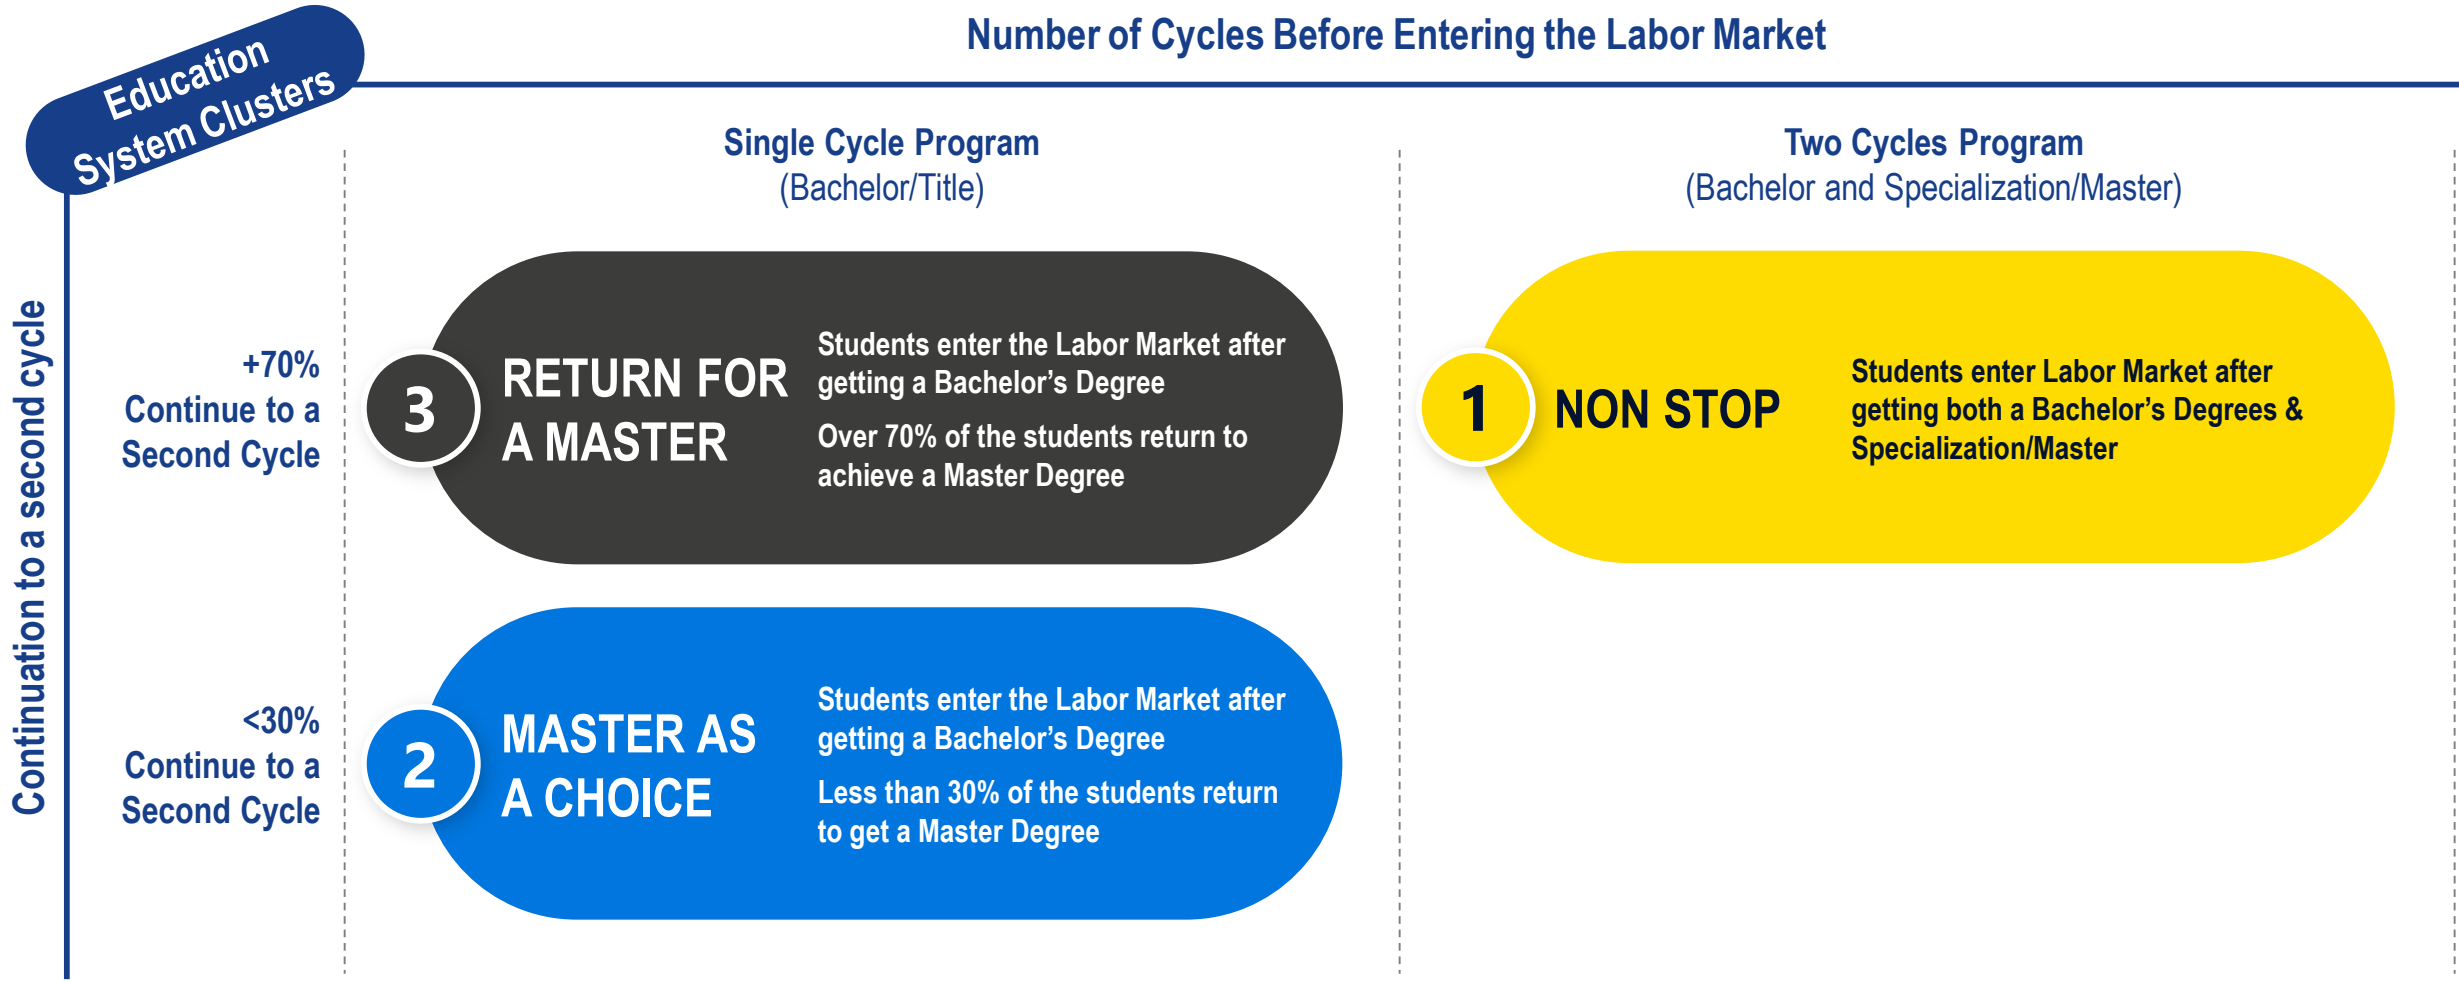 Education
System Clusters
Number of Cycles Before Entering the Labor Market
Single Cycle Program
(Bachelor/Title)
Two Cycles Program
(Bachelor and Specialization/Master)
Continuation to a second cycle
+70%
Continue to a
Second Cycle
3
RETURN FOR
A MASTER
Students enter the Labor Market after
getting a Bachelor’s Degree
Over 70% of the students return to
achieve a Master Degree
1
NON STOP
Students enter Labor Market after
getting both a Bachelor’s Degrees &
Specialization/Master
<30%
Continue to a
Second Cycle
2
MASTER AS
A CHOICE
Students enter the Labor Market after
getting a Bachelor’s Degree
Less than 30% of the students return
to get a Master Degree